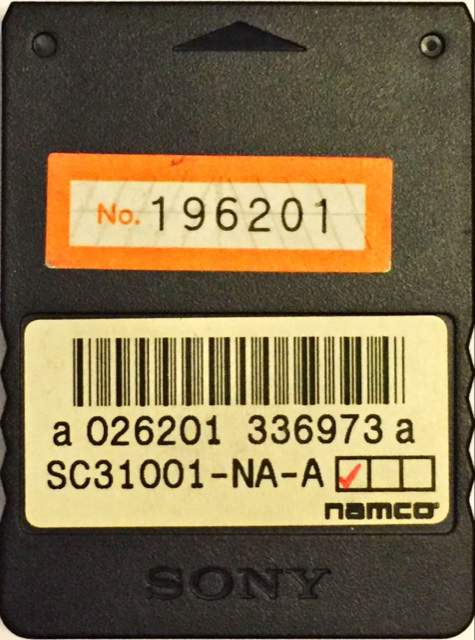 No. 196201
a 026201 336973 a
SC31001-NA-A
namco
SONY